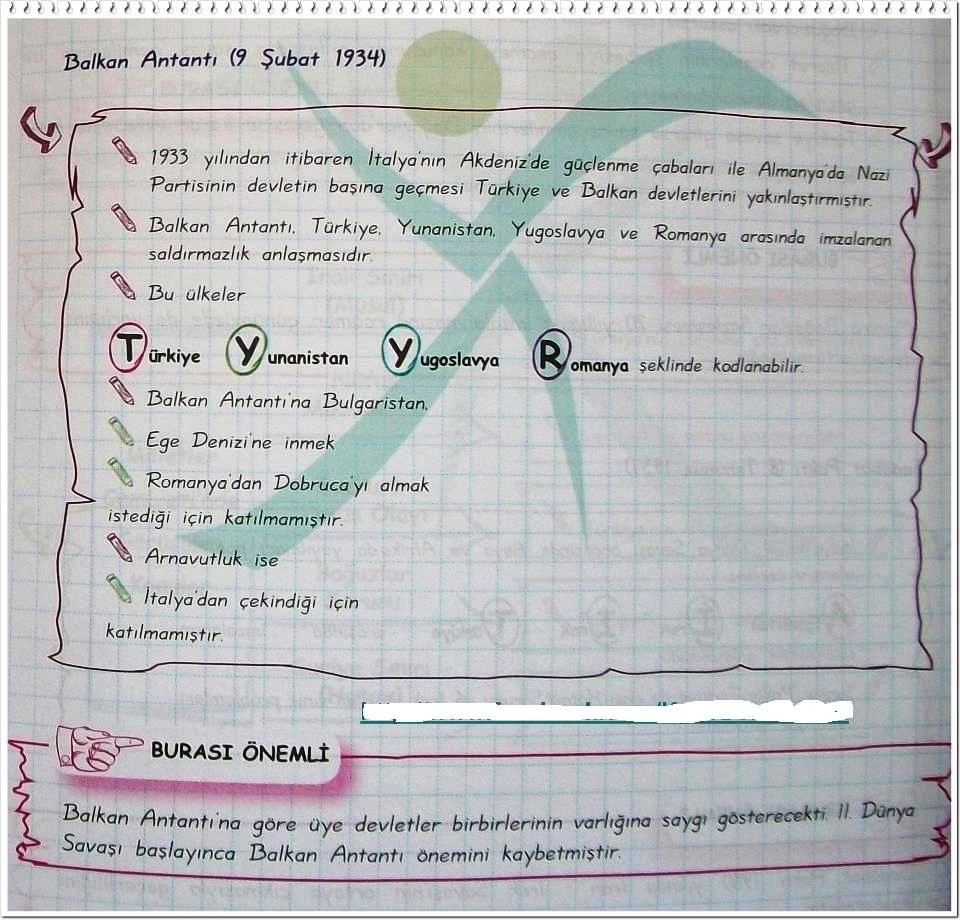 Balkan Antantı (9 Şubat 1934)
1933 yılından itibaren İtalya'nın Akdeniz'de güçlenme çabaları ile Almanya'da Nazi
Partisinin devletin başına geçmesi Türkiye ve Balkan devletlerini yakınlaştırmıştır.
Balkan Antantı, Türkiye, Yunanistan, Yugoslavya ve Romanya arasında imzalanan
saldırmazlık anlaşmasıdır.
Bu ülkeler
Türkiye Yunanistan Yugoslavya Romanya şeklinde kodlanabilir.
Balkan Antantı'na Bulgaristan,
Ege Denizi'ne inmek
Romanya'dan Dobruca'yı almak
istediği için katılmamıştır.
Arnavutluk ise
İtalya'dan çekindiği için
katılmamıştır.
BURASI ÖNEMLİ
Balkan Antantı'na göre üye devletler birbirlerinin varlığına saygı gösterecekti. II. Dünya
Savaşı başlayınca Balkan Antantı önemini kaybetmiştir.